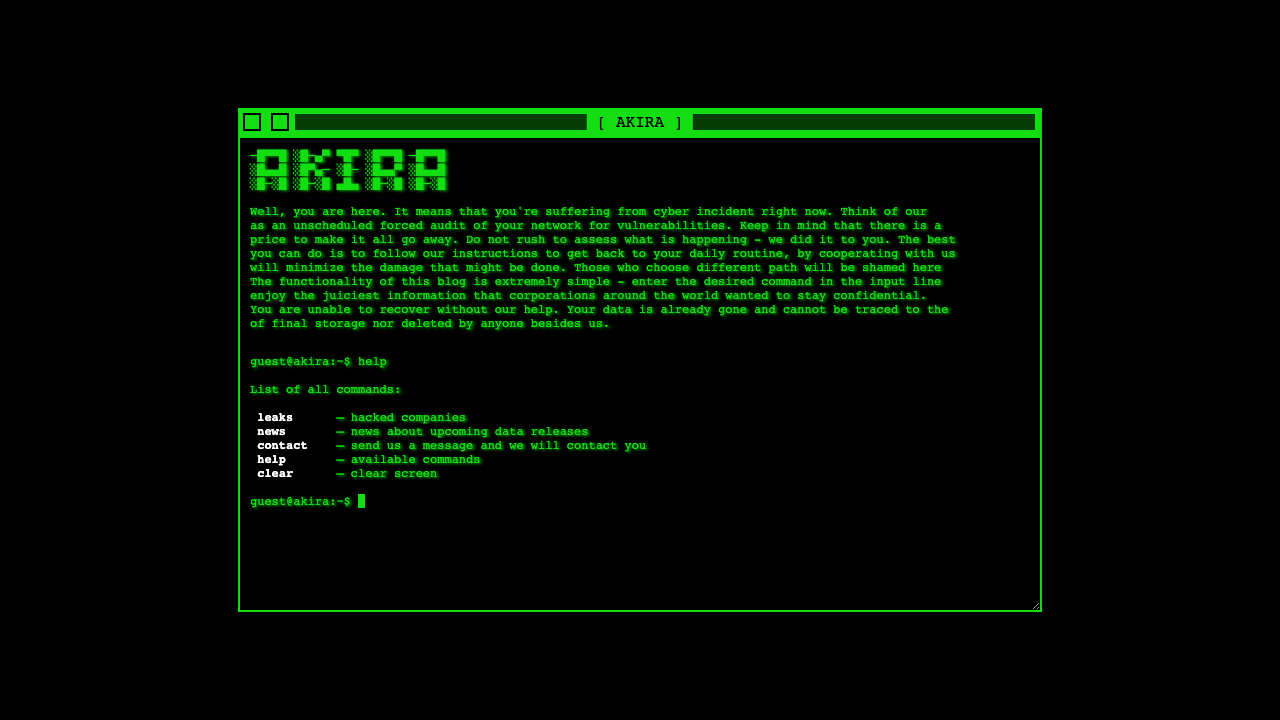 [ AKIRA ]
AKIRA
Well, you are here. It means that you're suffering from cyber incident right now. Think of our
as an unscheduled forced audit of your network for vulnerabilities. Keep in mind that there is a
price to make it all go away. Do not rush to assess what is happening - we did it to you. The best
you can do is to follow our instructions to get back to your daily routine, by cooperating with us
will minimize the damage that might be done. Those who choose different path will be shamed here
The functionality of this blog is extremely simple - enter the desired command in the input line
enjoy the juiciest information that corporations around the world wanted to stay confidential.
You are unable to recover without our help. Your data is already gone and cannot be traced to the
of final storage nor deleted by anyone besides us.
guest@akira:~$ help
List of all commands:
leaks — hacked companies
news — news about upcoming data releases
contact — send us a message and we will contact you
help — available commands
clear — clear screen
guest@akira:~$